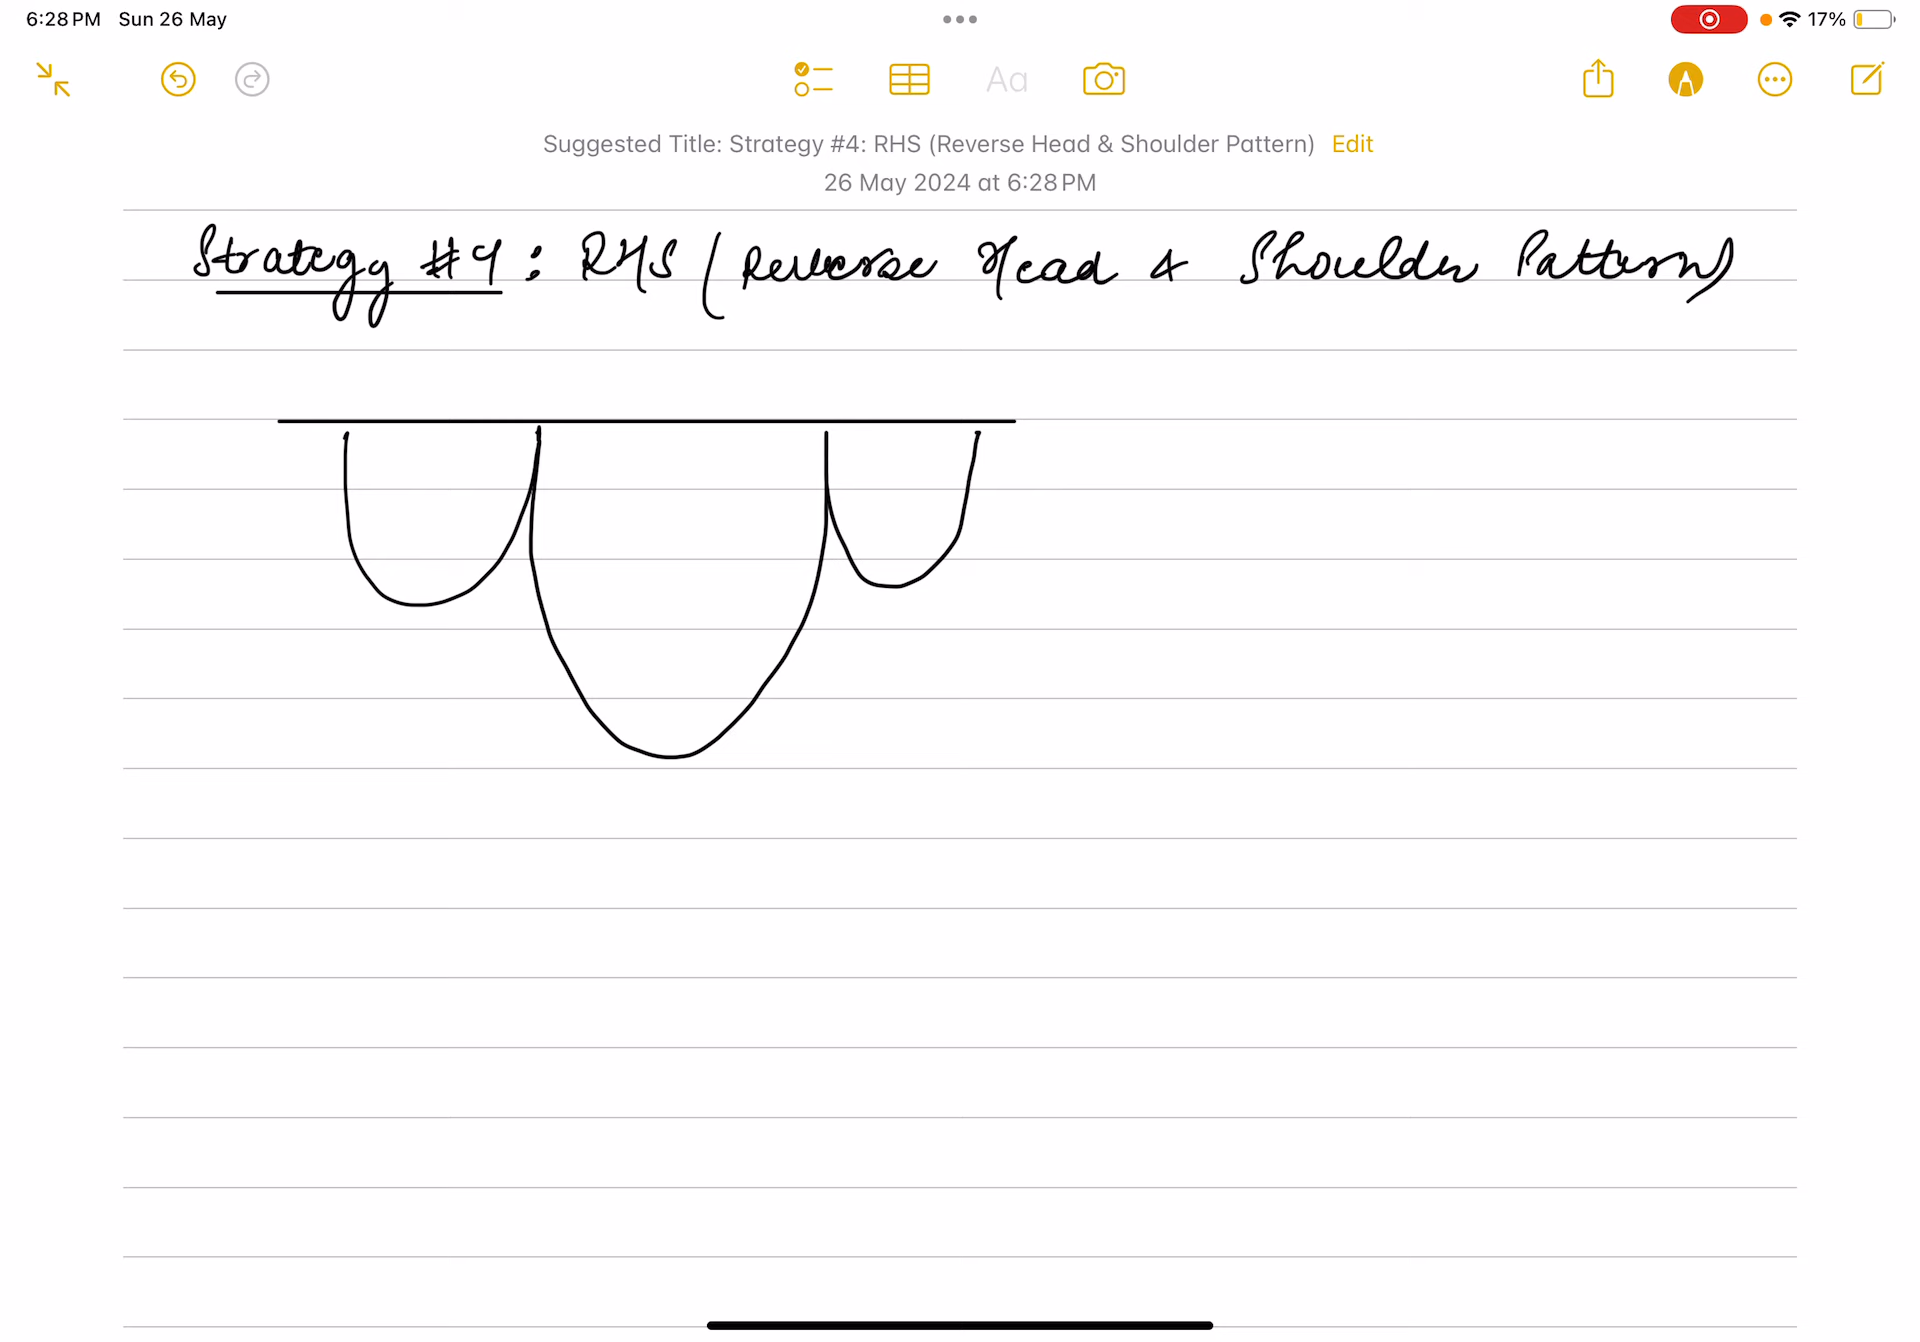 6:28 PM Sun 26 May 17%
Aa
Suggested Title: Strategy #4: RHS (Reverse Head & Shoulder Pattern) Edit
26 May 2024 at 6:28 PM
Strategy #4: RHS (Reverse Head & Shoulder Pattern)